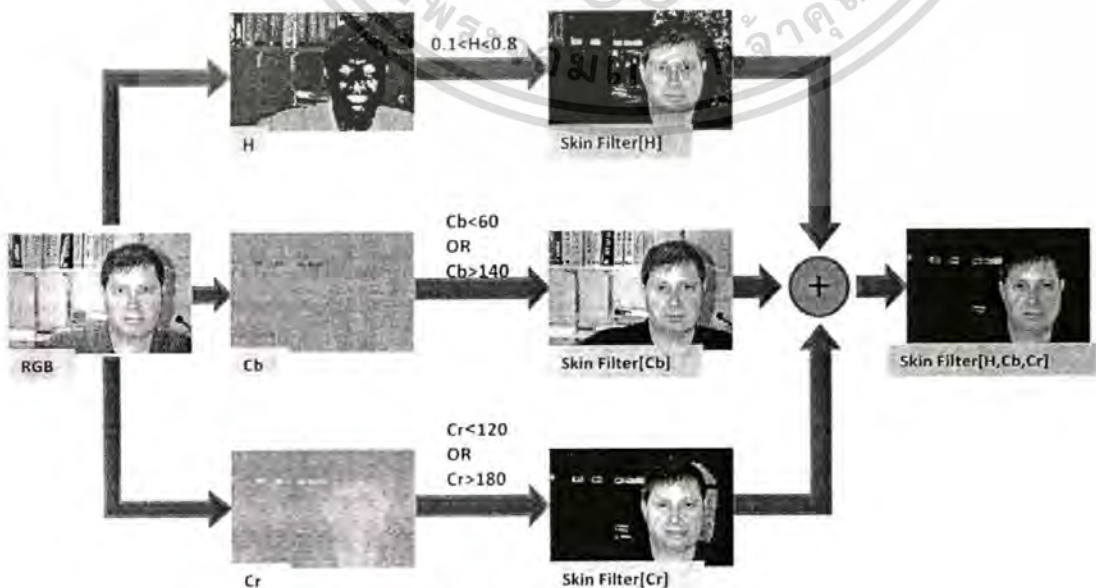 0.1<H<0.8
H
Skin Filter[H]
Cb<60
OR
Cb>140
RGB
Cb
Skin Filter[Cb]
Skin Filter[H,Cb,Cr]
+
Cr<120
OR
Cr>180
Cr
Skin Filter[Cr]